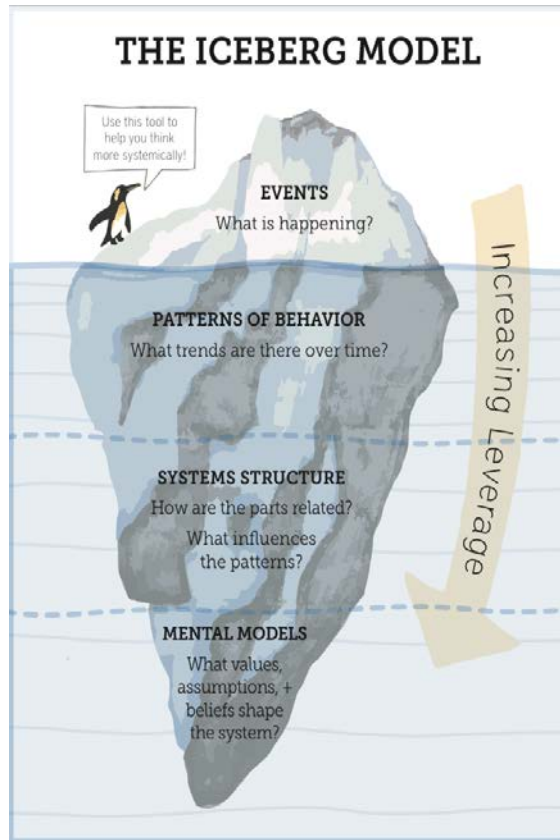 THE ICEBERG MODEL
Use this tool to
help you think
more systemically!
EVENTS
What is happening?
PATTERNS OF BEHAVIOR
What trends are there over time?
SYSTEMS STRUCTURE
How are the parts related?
What influences
the patterns?
MENTAL MODELS
What values,
assumptions, +
beliefs shape
the system?
Increasing Leverage